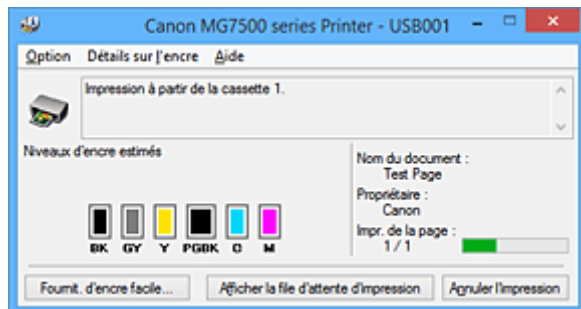 Canon MG7500 series Printer - USB001
Option Détails sur l'encre Aide
Impression à partir de la cassette 1.
Niveaux d'encre estimés
Nom du document :
Test Page
Propriétaire :
Canon
Impr. de la page :
1 / 1
BK GY Y PGBK C M
Fournit. d'encre facile... Afficher la file d'attente d'impression Annuler l'impression